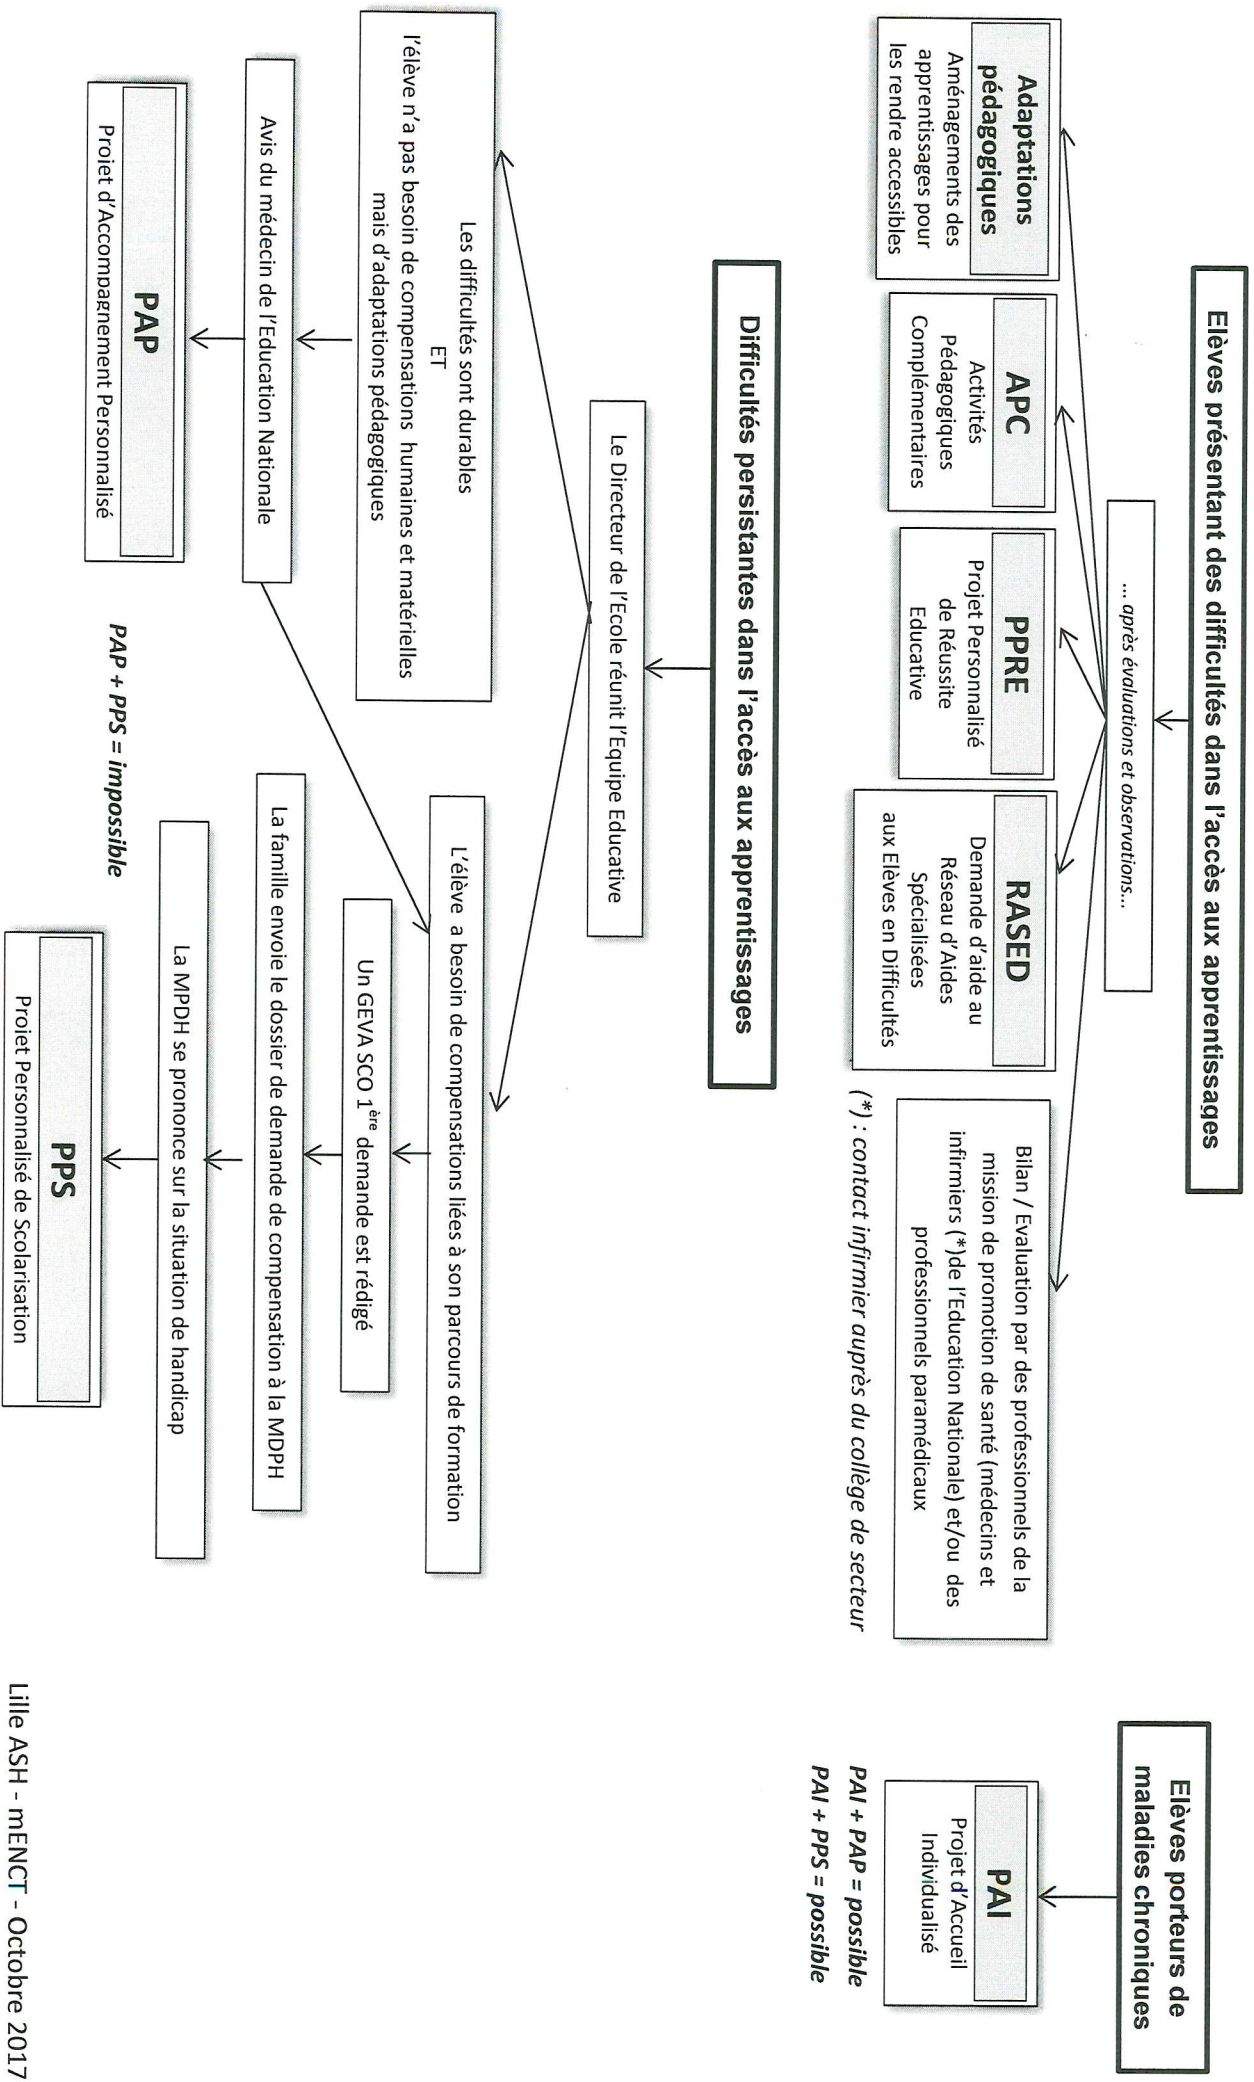 Elèves présentant des difficultés dans l'accès aux apprentissages
... après évaluations et observations...
Adaptations
pédagogiques
Aménagements des
apprentissages pour
les rendre accessibles
APC
Activités
Pédagogiques
Complémentaires
PPRE
Projet Personnalisé
de Réussite
Educative
RASED
Demande d'aide au
Réseau d'Aides
Spécialisées
aux Elèves en Difficultés
Bilan / Evaluation par des professionnels de la
mission de promotion de santé (médecins et
infirmiers (*)de l'Education Nationale) et/ou des
professionnels paramédicaux
(*) : contact infirmier auprès du collège de secteur
Elèves porteurs de
maladies chroniques
PAI
Projet d'Accueil
Individualisé
PAI + PAP = possible
PAI + PPS = possible
Difficultés persistantes dans l'accès aux apprentissages
Le Directeur de l'Ecole réunit l'Equipe Educative
Les difficultés sont durables
ET
l'élève n'a pas besoin de compensations humaines et matérielles
mais d'adaptations pédagogiques
Avis du médecin de l'Education Nationale
PAP
Projet d'Accompagnement Personnalisé
PAP + PPS = impossible
L'élève a besoin de compensations liées à son parcours de formation
Un GEVA SCO 1ère demande est rédigé
La famille envoie le dossier de demande de compensation à la MDPH
La MPDH se prononce sur la situation de handicap
PPS
Projet Personnalisé de Scolarisation
Lille ASH - mENCT - Octobre 2017